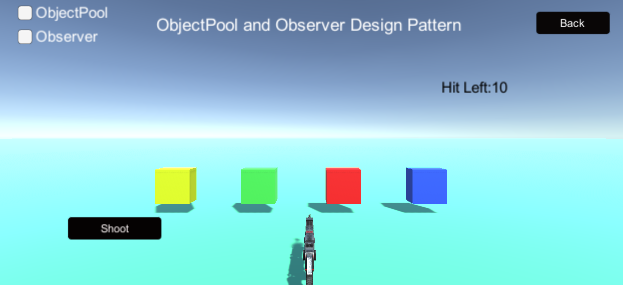 ObjectPool
Observer
ObjectPool and Observer Design Pattern
Back
Hit Left:10
Shoot